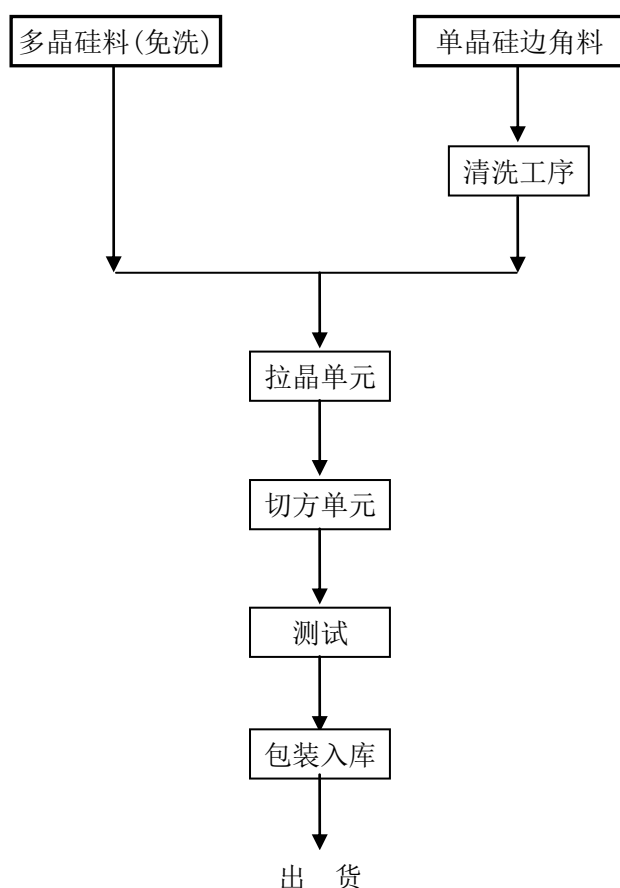 多晶硅料(免洗)
单晶硅边角料
清洗工序
拉晶单元
切方单元
测试
包装入库
出 货